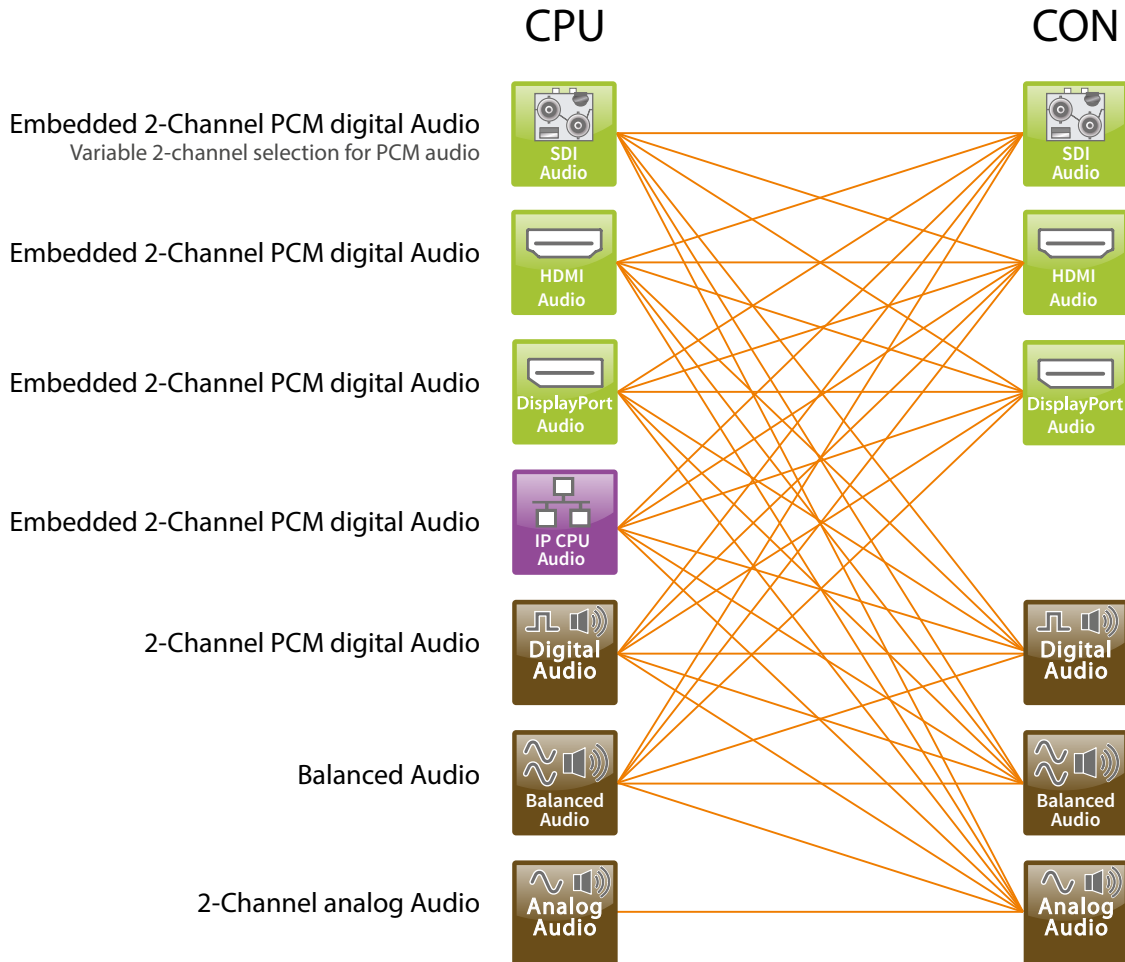 CPU
CON
Embedded 2-Channel PCM digital Audio
Variable 2-channel selection for PCM audio
SDI
Audio
SDI
Audio
Embedded 2-Channel PCM digital Audio
HDMI
Audio
HDMI
Audio
Embedded 2-Channel PCM digital Audio
DisplayPort
Audio
DisplayPort
Audio
Embedded 2-Channel PCM digital Audio
IP CPU
Audio
2-Channel PCM digital Audio
Digital
Audio
Digital
Audio
Balanced Audio
Balanced
Audio
Balanced
Audio
2-Channel analog Audio
Analog
Audio
Analog
Audio